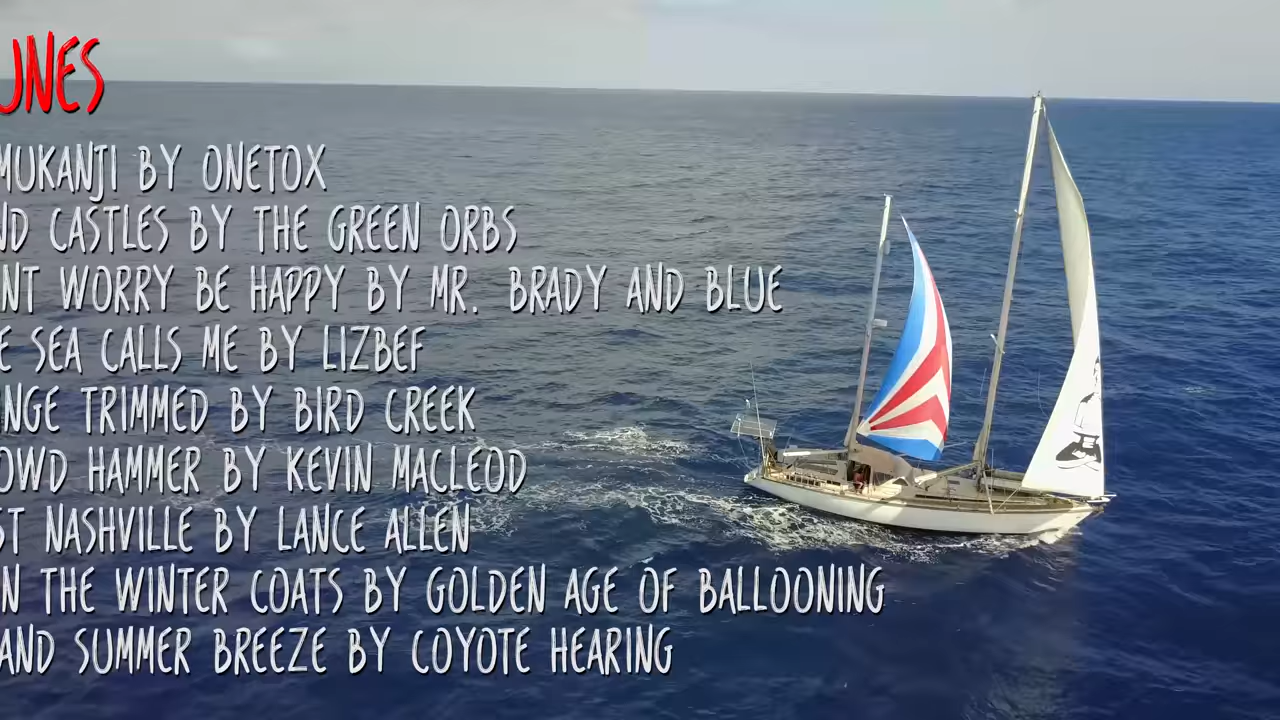 UNES
MUKANJI BY ONETOX
ND CASTLES BY THE GREEN ORBS
NT WORRY BE HAPPY BY MR. BRADY AND BLUE
E SEA CALLS ME BY LIZBEF
NGE TRIMMED BY BIRD CREEK
OWD HAMMER BY KEVIN MACLEOD
ST NASHVILLE BY LANCE ALLEN
N THE WINTER COATS BY GOLDEN AGE OF BALLOONING
AND SUMMER BREEZE BY COYOTE HEARING